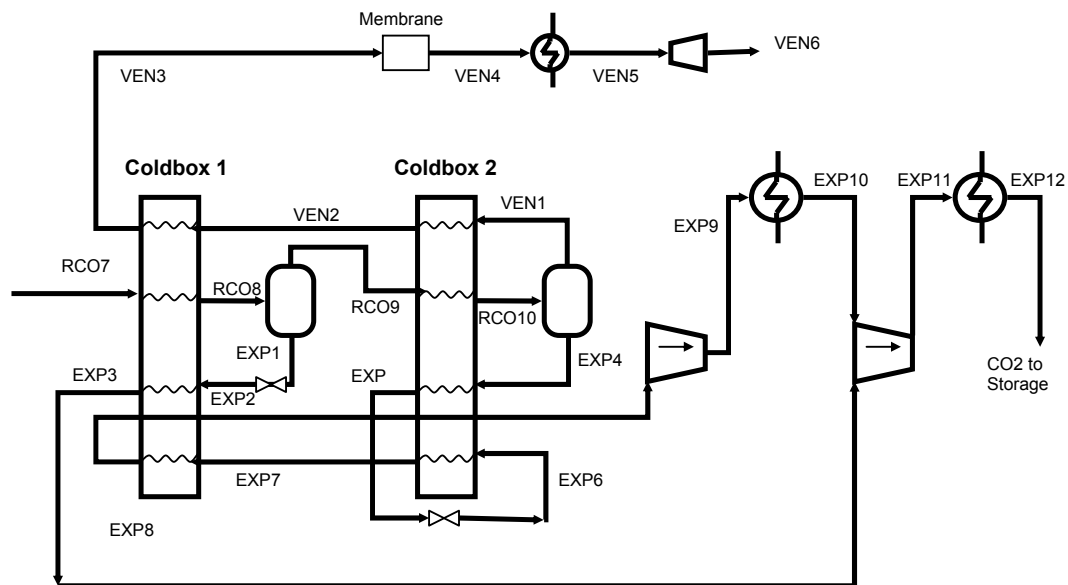 Membrane
VEN3
VEN4
VEN5
VEN6
Coldbox 1
Coldbox 2
EXP10
EXP11
EXP12
VEN2
VEN1
EXP9
RCO7
RCO8
RCO9
RCO10
EXP1
EXP4
EXP3
EXP2
EXP
CO2 to
Storage
EXP7
EXP6
EXP8